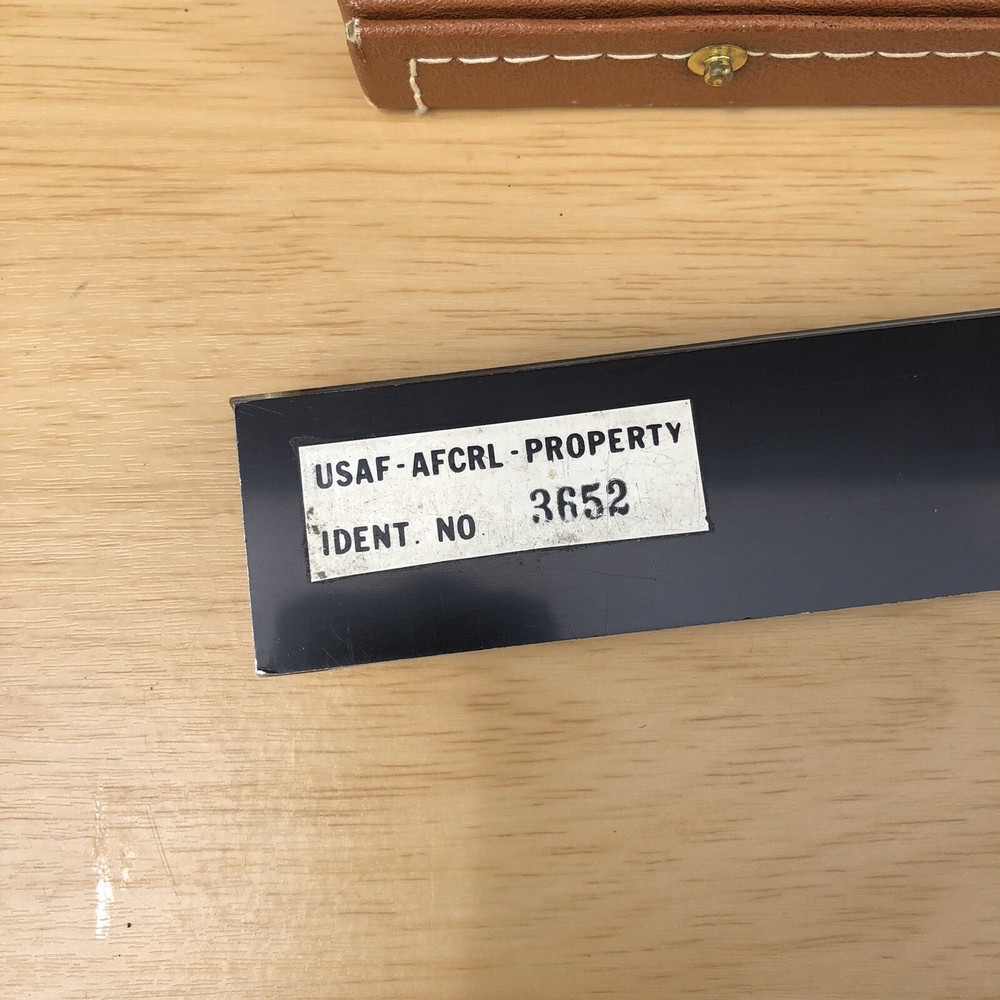 USAF-AFCRL-PROPERTY
IDENT. NO 3652